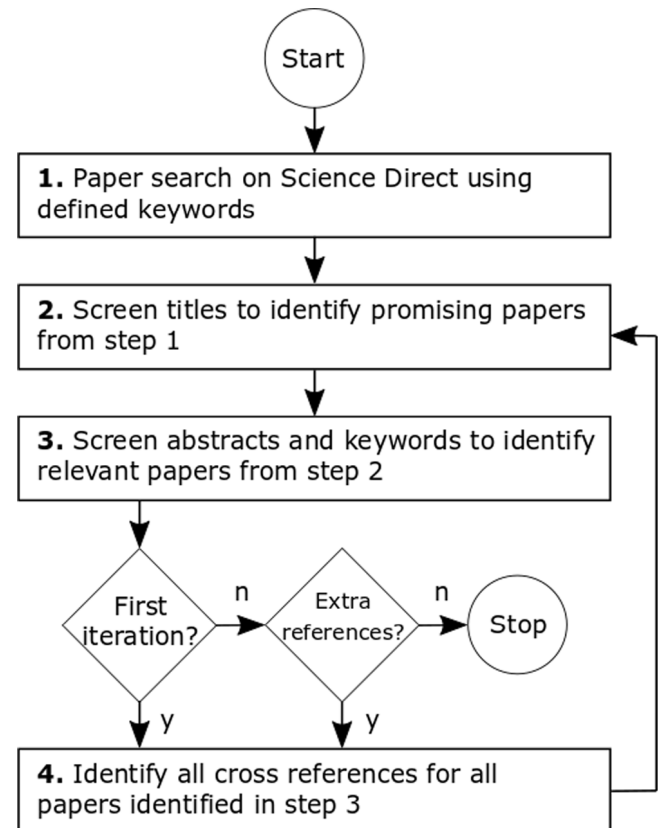 Start
1. Paper search on Science Direct using
defined keywords
2. Screen titles to identify promising papers
from step 1
3. Screen abstracts and keywords to identify
relevant papers from step 2
First
iteration?
n
Extra
references?
n
Stop
y
y
4. Identify all cross references for all
papers identified in step 3